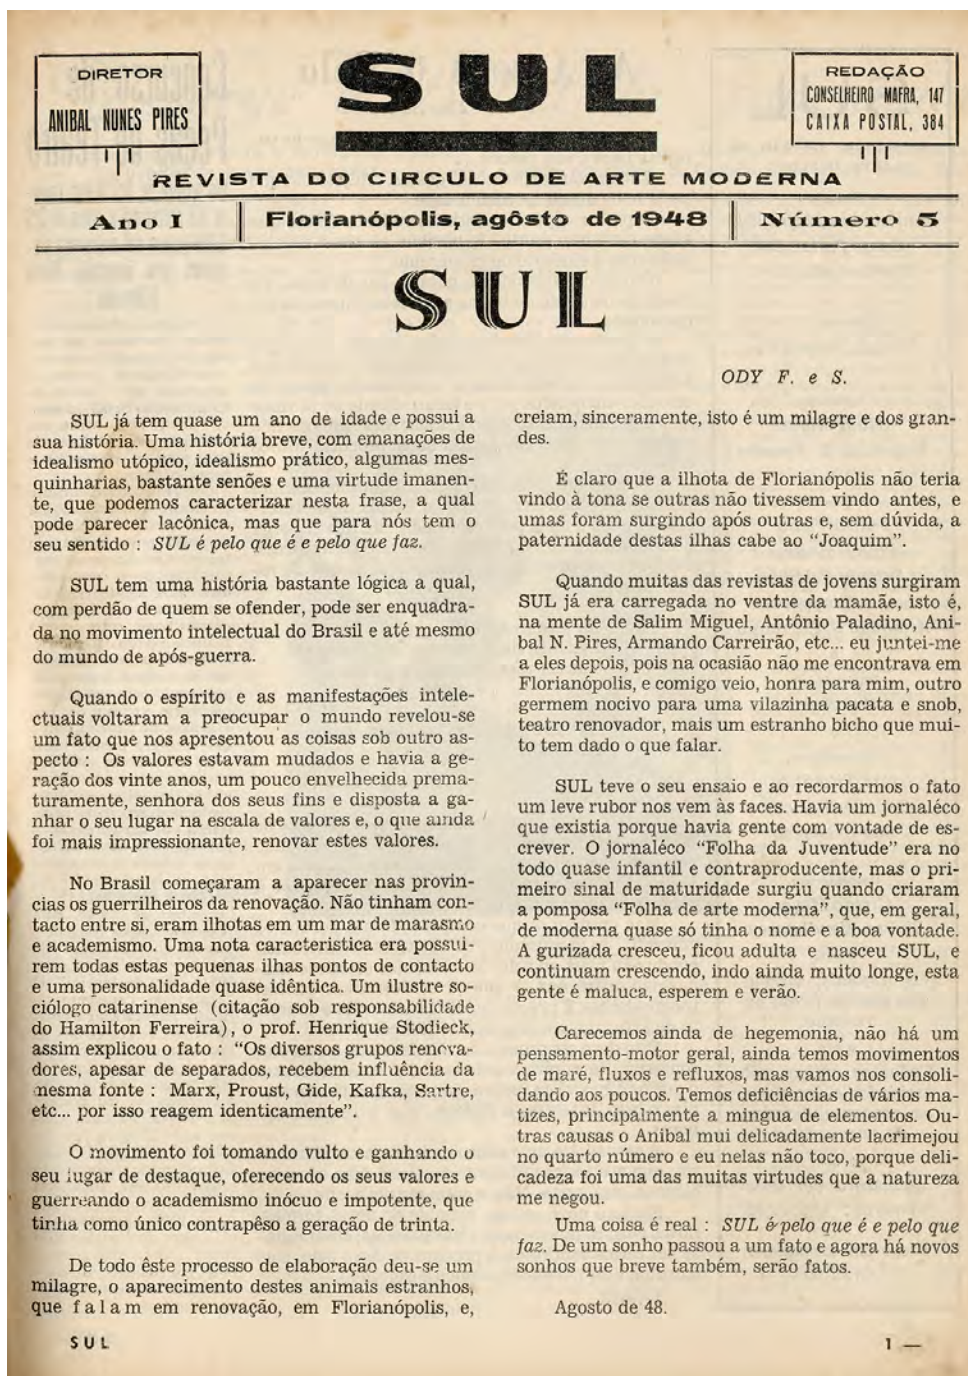 DIRETOR
ANIBAL NUNES PIRES
SUL
REDAÇÃO
CONSELHEIRO MAFRA, 147
CAIXA POSTAL, 384
REVISTA DO CIRCULO DE ARTE MODERNA
Ano I
Florianópolis, agôsto de 1948
Número 5
SUL
ODY F. e S.
SUL já tem quase um ano de idade e possui a
sua história. Uma história breve, com emanações de
idealismo utópico, idealismo prático, algumas mes-
quinharias, bastante senões e uma virtude imanen-
te, que podemos caracterizar nesta frase, a qual
pode parecer lacônica, mas que para nós tem o
seu sentido : SUL é pelo que é e pelo que faz.
SUL tem uma história bastante lógica a qual,
com perdão de quem se ofender, pode ser enquadra-
da no movimento intelectual do Brasil e até mesmo
do mundo de após-guerra.
Quando o espírito e as manifestações intele-
ctuais voltaram a preocupar o mundo revelou-se
um fato que nos apresentou as coisas sob outro as-
pecto : Os valores estavam mudados e havia a ge-
ração dos vinte anos, um pouco envelhecida prema-
turamente, senhora dos seus fins e disposta a ga-
nhar o seu lugar na escala de valores e, o que ainda
foi mais impressionante, renovar estes valores.
No Brasil começaram a aparecer nas provin-
cias os guerrilheiros da renovação. Não tinham con-
tacto entre si, eram ilhotas em um mar de marasmo
e academismo. Uma nota caracteristica era possui-
rem todas estas pequenas ilhas pontos de contacto
e uma personalidade quase idêntica. Um ilustre so-
ciólogo catarinense (citação sob responsabilidade
do Hamilton Ferreira), o prof. Henrique Stodieck,
assim explicou o fato : "Os diversos grupos renova-
dores, apesar de separados, recebem influência da
mesma fonte : Marx, Proust, Gide, Kafka, Sartre,
etc... por isso reagem identicamente".
O movimento foi tomando vulto e ganhando o
seu lugar de destaque, oferecendo os seus valores e
guerreando o academismo inócuo e impotente, que
tinha como único contrapêso a geração de trinta.
De todo êste processo de elaboração deu-se um
milagre, o aparecimento destes animais estranhos,
que falam em renovação, em Florianópolis, e,
creiam, sinceramente, isto é um milagre e dos gran-
des.
É claro que a ilhota de Florianópolis não teria
vindo à tona se outras não tivessem vindo antes, e
umas foram surgindo após outras e, sem dúvida, a
paternidade destas ilhas cabe ao "Joaquim".
Quando muitas das revistas de jovens surgiram
SUL já era carregada no ventre da mamãe, isto é,
na mente de Salim Miguel, Antônio Paladino, Ani-
bal N. Pires, Armando Carreirão, etc... eu juntei-me
a eles depois, pois na ocasião não me encontrava em
Florianópolis, e comigo veio, honra para mim, outro
germem nocivo para uma vilazinha pacata e snob,
teatro renovador, mais um estranho bicho que mui-
to tem dado o que falar.
SUL teve o seu ensaio e ao recordarmos o fato
um leve rubor nos vem às faces. Havia um jornaléco
que existia porque havia gente com vontade de es-
crever. O jornaléco "Folha da Juventude" era no
todo quase infantil e contraproducente, mas o pri-
meiro sinal de maturidade surgiu quando criaram
a pomposa "Folha de arte moderna", que, em geral,
de moderna quase só tinha o nome e a boa vontade.
A gurizada cresceu, ficou adulta e nasceu SUL, e
continuam crescendo, indo ainda muito longe, esta
gente é maluca, esperem e verão.
Carecemos ainda de hegemonia, não há um
pensamento-motor geral, ainda temos movimentos
de maré, fluxos e refluxos, mas vamos nos consoli-
dando aos poucos. Temos deficiências de vários ma-
tizes, principalmente a mingua de elementos. Ou-
tras causas o Anibal mui delicadamente lacrimejou
no quarto número e eu nelas não toco, porque deli-
cadeza foi uma das muitas virtudes que a natureza
me negou.
Uma coisa é real : SUL é pelo que é e pelo que
faz. De um sonho passou a um fato e agora há novos
sonhos que breve também, serão fatos.
Agosto de 48.
SUL
1 —